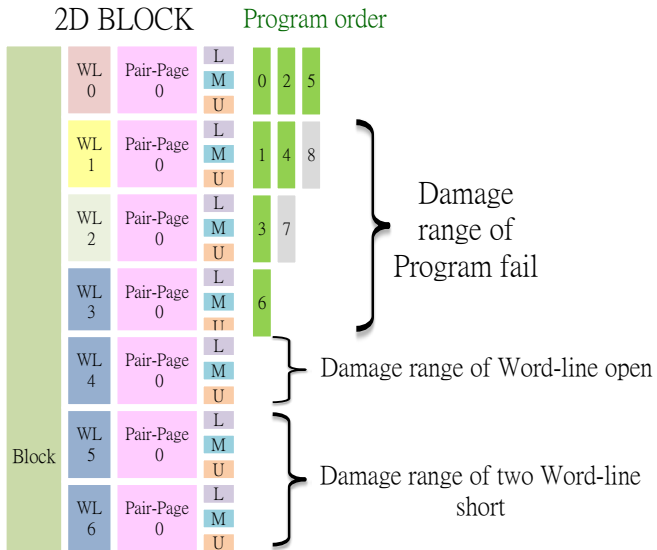 2D BLOCK
Program order
WL
0
Pair-Page
0
L
M
U
0
2
5
WL
1
Pair-Page
0
L
M
U
1
4
8
WL
2
Pair-Page
0
L
M
U
3
7
Damage
range of
Program fail
WL
3
Pair-Page
0
L
M
U
6
WL
4
Pair-Page
0
L
M
U
Damage range of Word-line open
Block
WL
5
Pair-Page
0
L
M
U
Damage range of two Word-line
short
WL
6
Pair-Page
0
L
M
U